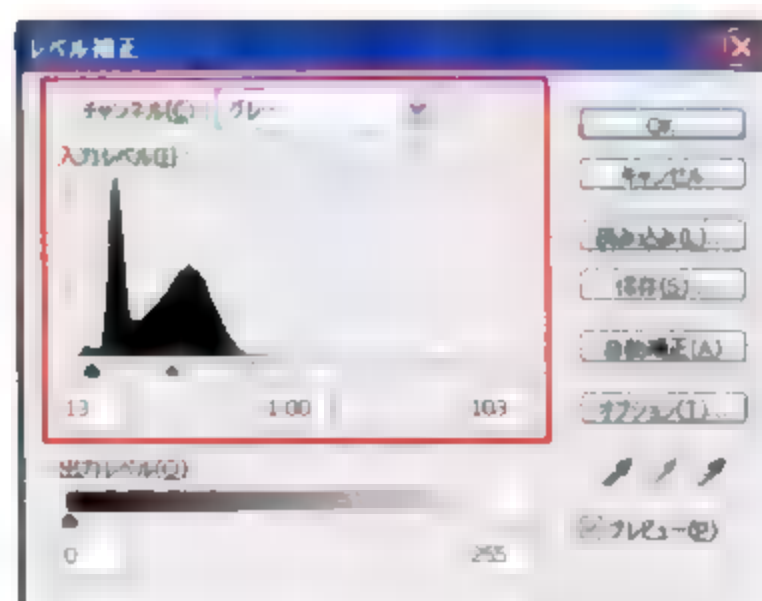 レベル補正
チャンネル(C): グレー
入力レベル(I)
13 1.00 103
出力レベル(O)
0 255
OK
キャンセル
読み込み(L)...
保存(S)...
自動補正(A)
オプション(T)...
プレビュー(P)